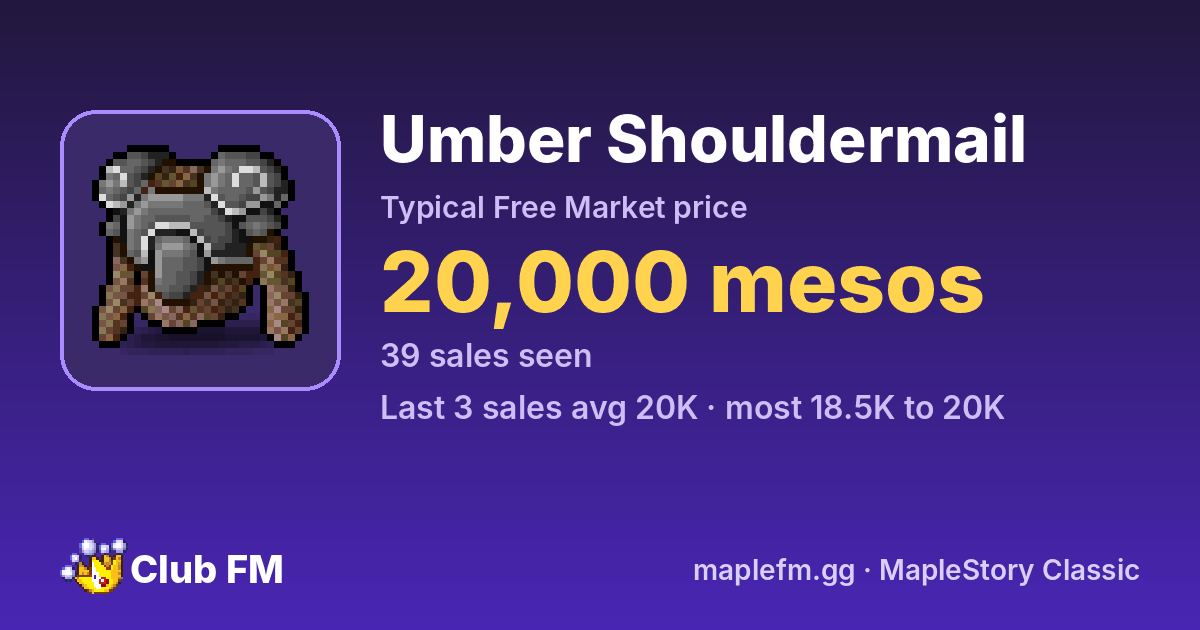 Umber Shouldermail
Typical Free Market price
20,000 mesos
39 sales seen
Last 3 sales avg 20K · most 18.5K to 20K
Club FM
maplefm.gg · MapleStory Classic